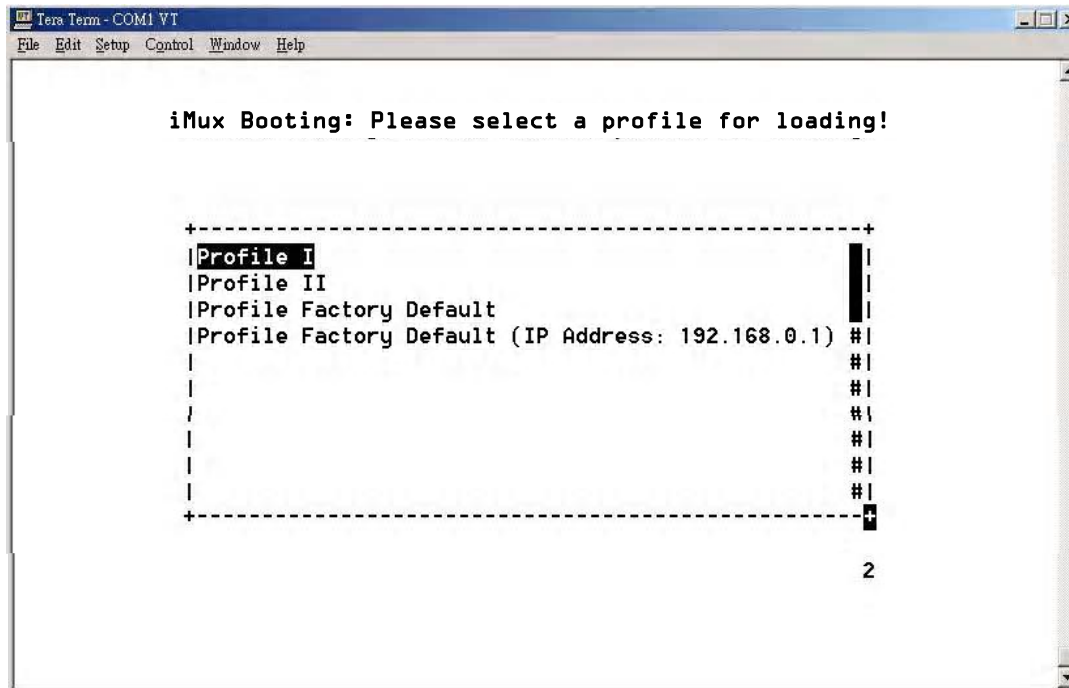 Tera Term - COM1 VT
File Edit Setup Control Window Help
iMux Booting: Please select a profile for loading!
+--------------------------------------------------+
|Profile I |
|Profile II |
|Profile Factory Default |
|Profile Factory Default (IP Address: 192.168.0.1) #|
| #|
| #|
| #|
| #|
| #|
| #|
+--------------------------------------------------+
2